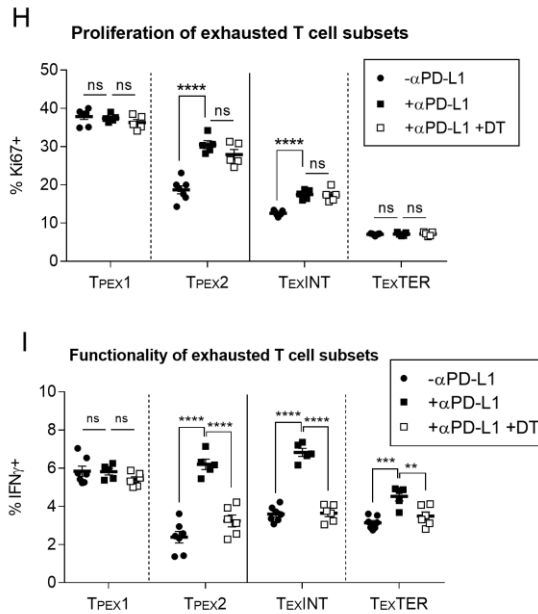 H
Proliferation of exhausted T cell subsets
-αPD-L1
+αPD-L1
+αPD-L1 +DT
% Ki67+
50
40
30
20
10
0
ns ns
**** ns
**** ns
ns ns
TPEX1 TPEX2 TEXINT TEXTER
I
Functionality of exhausted T cell subsets
-αPD-L1
+αPD-L1
+αPD-L1 +DT
% IFNγ+
10
8
6
4
2
0
ns ns
**** ****
**** ****
*** **
TPEX1 TPEX2 TEXINT TEXTER